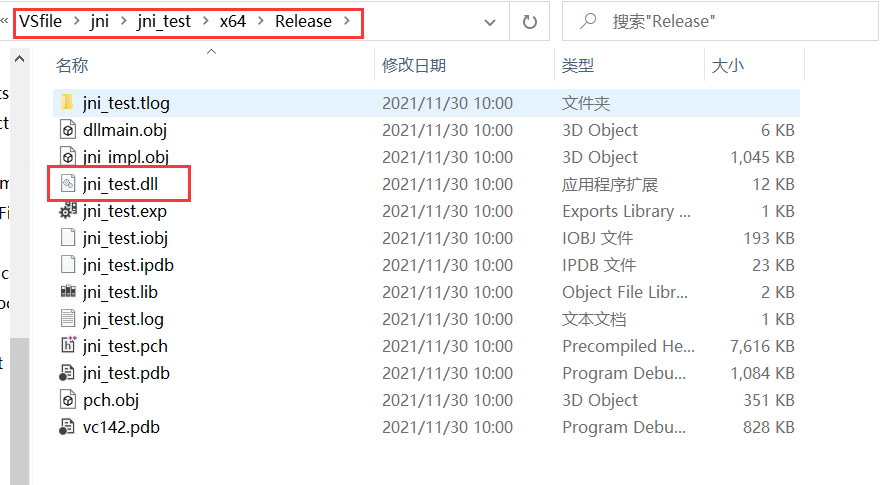 « VSfile > jni > jni_test > x64 > Release > 搜索"Release"
名称 修改日期 类型 大小
jni_test.tlog 2021/11/30 10:00 文件夹
dllmain.obj 2021/11/30 10:00 3D Object 6 KB
jni_impl.obj 2021/11/30 10:00 3D Object 1,045 KB
jni_test.dll 2021/11/30 10:00 应用程序扩展 12 KB
jni_test.exp 2021/11/30 10:00 Exports Library ... 1 KB
jni_test.iobj 2021/11/30 10:00 IOBJ 文件 193 KB
jni_test.ipdb 2021/11/30 10:00 IPDB 文件 23 KB
jni_test.lib 2021/11/30 10:00 Object File Libr... 2 KB
jni_test.log 2021/11/30 10:00 文本文档 1 KB
jni_test.pch 2021/11/30 10:00 Precompiled He... 7,616 KB
jni_test.pdb 2021/11/30 10:00 Program Debu... 1,084 KB
pch.obj 2021/11/30 10:00 3D Object 351 KB
vc142.pdb 2021/11/30 10:00 Program Debu... 828 KB